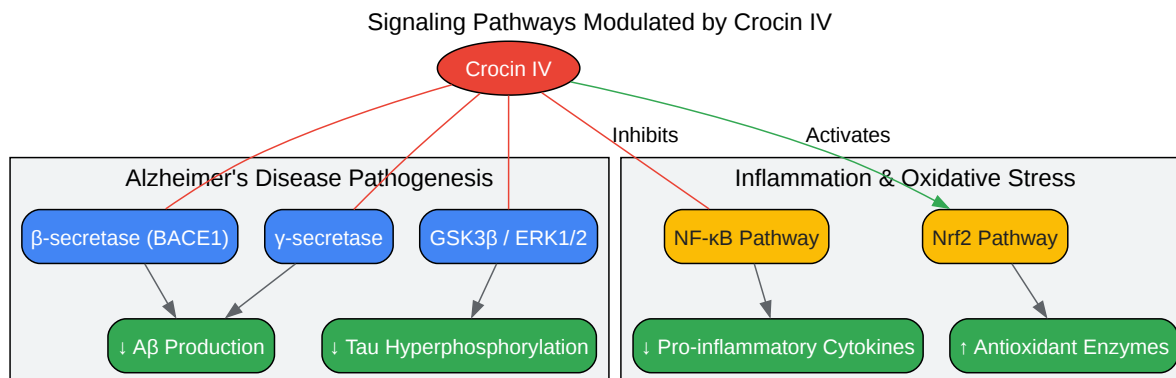 Signaling Pathways Modulated by Crocin IV
Crocin IV
Inhibits
Activates
Alzheimer's Disease Pathogenesis
Inflammation & Oxidative Stress
β-secretase (BACE1)
γ-secretase
GSK3β / ERK1/2
NF-κB Pathway
Nrf2 Pathway
↓ Aβ Production
↓ Tau Hyperphosphorylation
↓ Pro-inflammatory Cytokines
↑ Antioxidant Enzymes